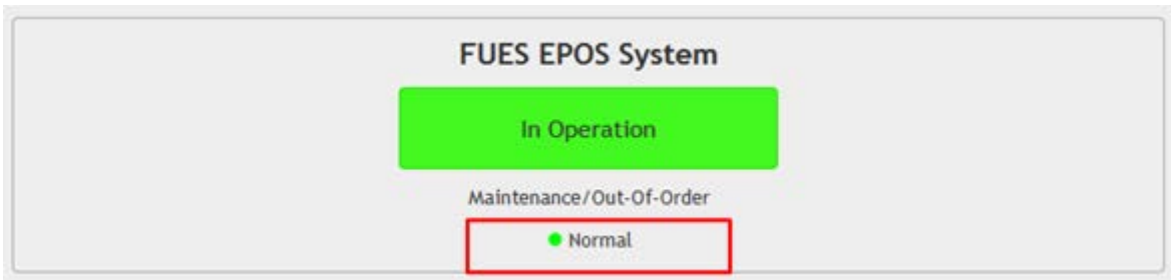 FUES EPOS System
In Operation
Maintenance/Out-Of-Order
Normal